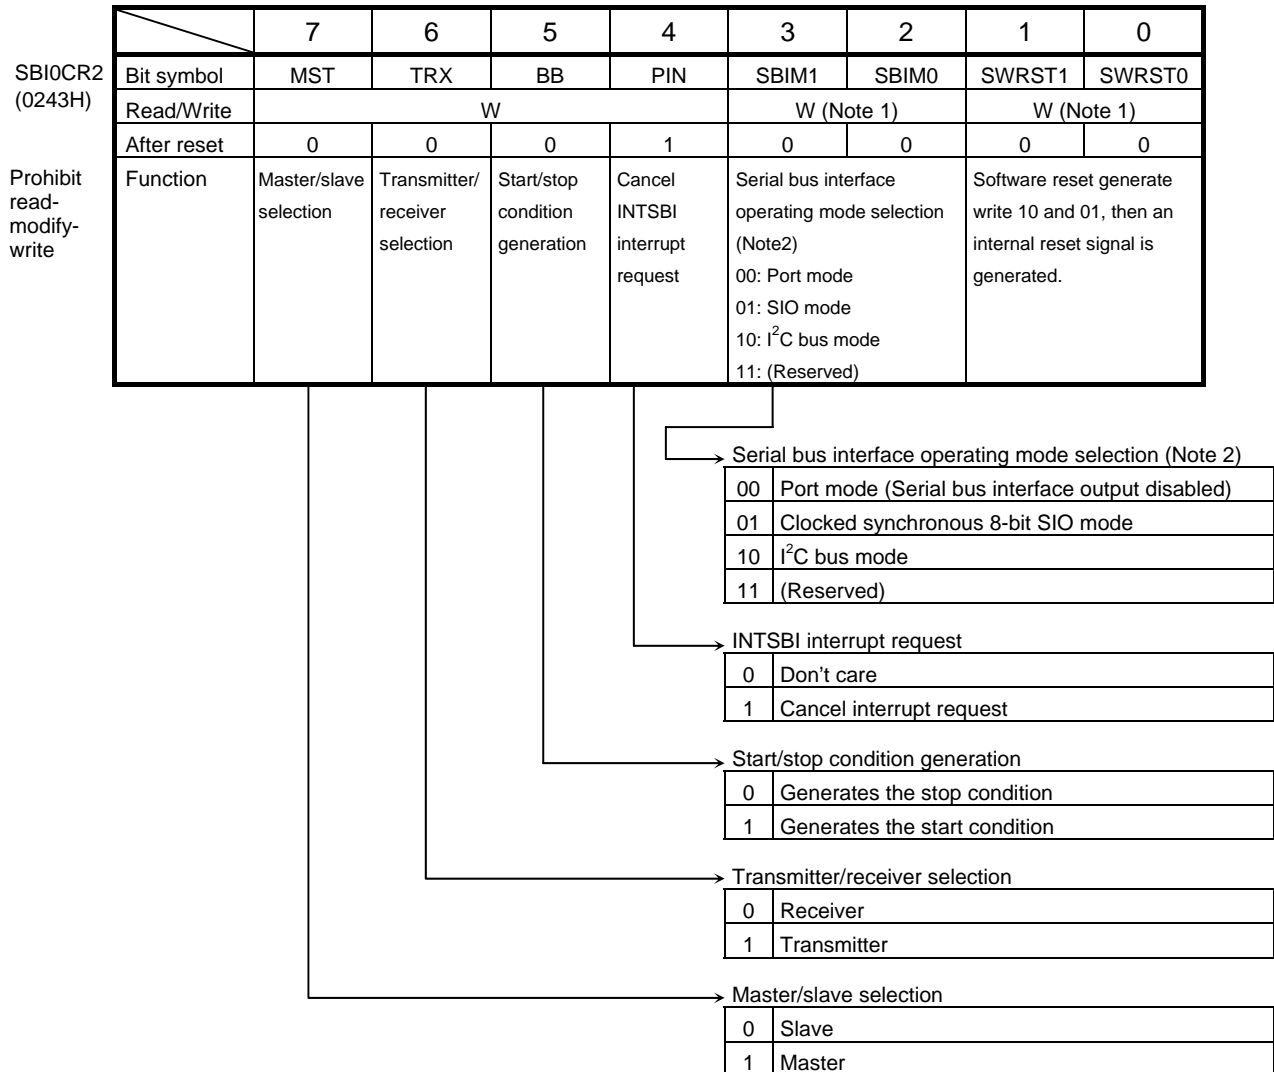 7 6 5 4 3 2 1 0
SBI0CR2
(0243H)
Bit symbol MST TRX BB PIN SBIM1 SBIM0 SWRST1 SWRST0
Read/Write W W (Note 1) W (Note 1)
After reset 0 0 0 1 0 0 0 0
Prohibit
read-
modify-
write
Function
Master/slave
selection
Transmitter/
receiver
selection
Start/stop
condition
generation
Cancel
INTSBI
interrupt
request
Serial bus interface
operating mode selection
(Note2)
00: Port mode
01: SIO mode
10: I²C bus mode
11: (Reserved)
Software reset generate
write 10 and 01, then an
internal reset signal is
generated.
Serial bus interface operating mode selection (Note 2)
00 Port mode (Serial bus interface output disabled)
01 Clocked synchronous 8-bit SIO mode
10 I²C bus mode
11 (Reserved)
INTSBI interrupt request
0 Don't care
1 Cancel interrupt request
Start/stop condition generation
0 Generates the stop condition
1 Generates the start condition
Transmitter/receiver selection
0 Receiver
1 Transmitter
Master/slave selection
0 Slave
1 Master